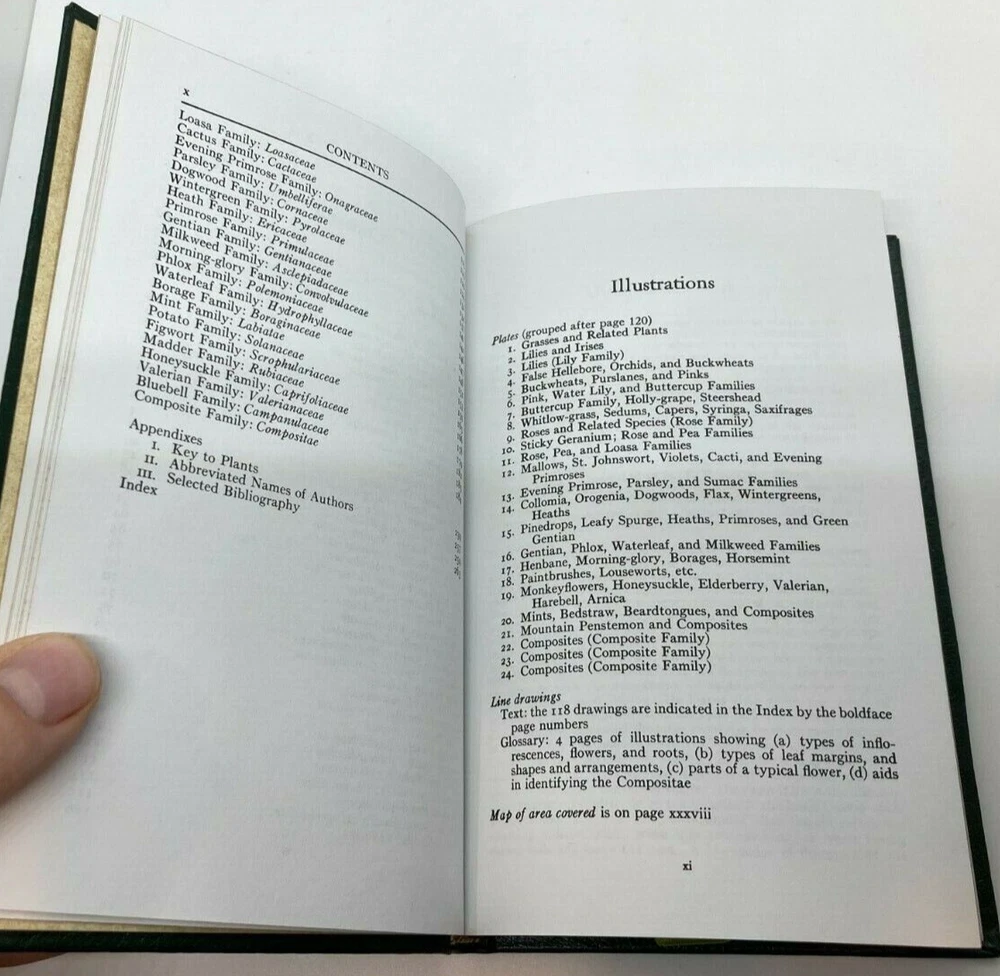 x
CONTENTS
Loasa Family: Loasaceae
Cactus Family: Cactaceae
Evening Primrose Family: Onagraceae
Parsley Family: Umbelliferae
Dogwood Family: Cornaceae
Wintergreen Family: Pyrolaceae
Heath Family: Ericaceae
Primrose Family: Primulaceae
Gentian Family: Gentianaceae
Milkweed Family: Asclepiadaceae
Morning-glory Family: Convolvulaceae
Phlox Family: Polemoniaceae
Waterleaf Family: Hydrophyllaceae
Borage Family: Boraginaceae
Mint Family: Labiatae
Potato Family: Solanaceae
Figwort Family: Scrophulariaceae
Madder Family: Rubiaceae
Honeysuckle Family: Caprifoliaceae
Valerian Family: Valerianaceae
Bluebell Family: Campanulaceae
Composite Family: Compositae
Appendixes
I. Key to Plants
II. Abbreviated Names of Authors
III. Selected Bibliography
Index
Illustrations
Plates (grouped after page 120)
1. Grasses and Related Plants
2. Lilies and Irises
3. Lilies (Lily Family)
4. False Hellebore, Orchids, and Buckwheats
5. Buckwheats, Purslanes, and Pinks
6. Pink, Water Lily, and Buttercup Families
7. Buttercup Family, Holly-grape, Steershead
8. Whitlow-grass, Sedums, Capers, Syringa, Saxifrages
9. Roses and Related Species (Rose Family)
10. Sticky Geranium; Rose and Pea Families
11. Rose, Pea, and Loasa Families
12. Mallows, St. Johnswort, Violets, Cacti, and Evening
Primroses
13. Evening Primrose, Parsley, and Sumac Families
14. Collomia, Orogenia, Dogwoods, Flax, Wintergreens,
Heaths
15. Pinedrops, Leafy Spurge, Heaths, Primroses, and Green
Gentian
16. Gentian, Phlox, Waterleaf, and Milkweed Families
17. Henbane, Morning-glory, Borages, Horsemint
18. Paintbrushes, Louseworts, etc.
19. Monkeyflowers, Honeysuckle, Elderberry, Valerian,
Harebell, Arnica
20. Mints, Bedstraw, Beardtongues, and Composites
21. Mountain Penstemon and Composites
22. Composites (Composite Family)
23. Composites (Composite Family)
24. Composites (Composite Family)
Line drawings
Text: the 118 drawings are indicated in the Index by the boldface
page numbers
Glossary: 4 pages of illustrations showing (a) types of inflo-
rescences, flowers, and roots, (b) types of leaf margins, and
shapes and arrangements, (c) parts of a typical flower, (d) aids
in identifying the Compositae
Map of area covered is on page xxxviii
xi